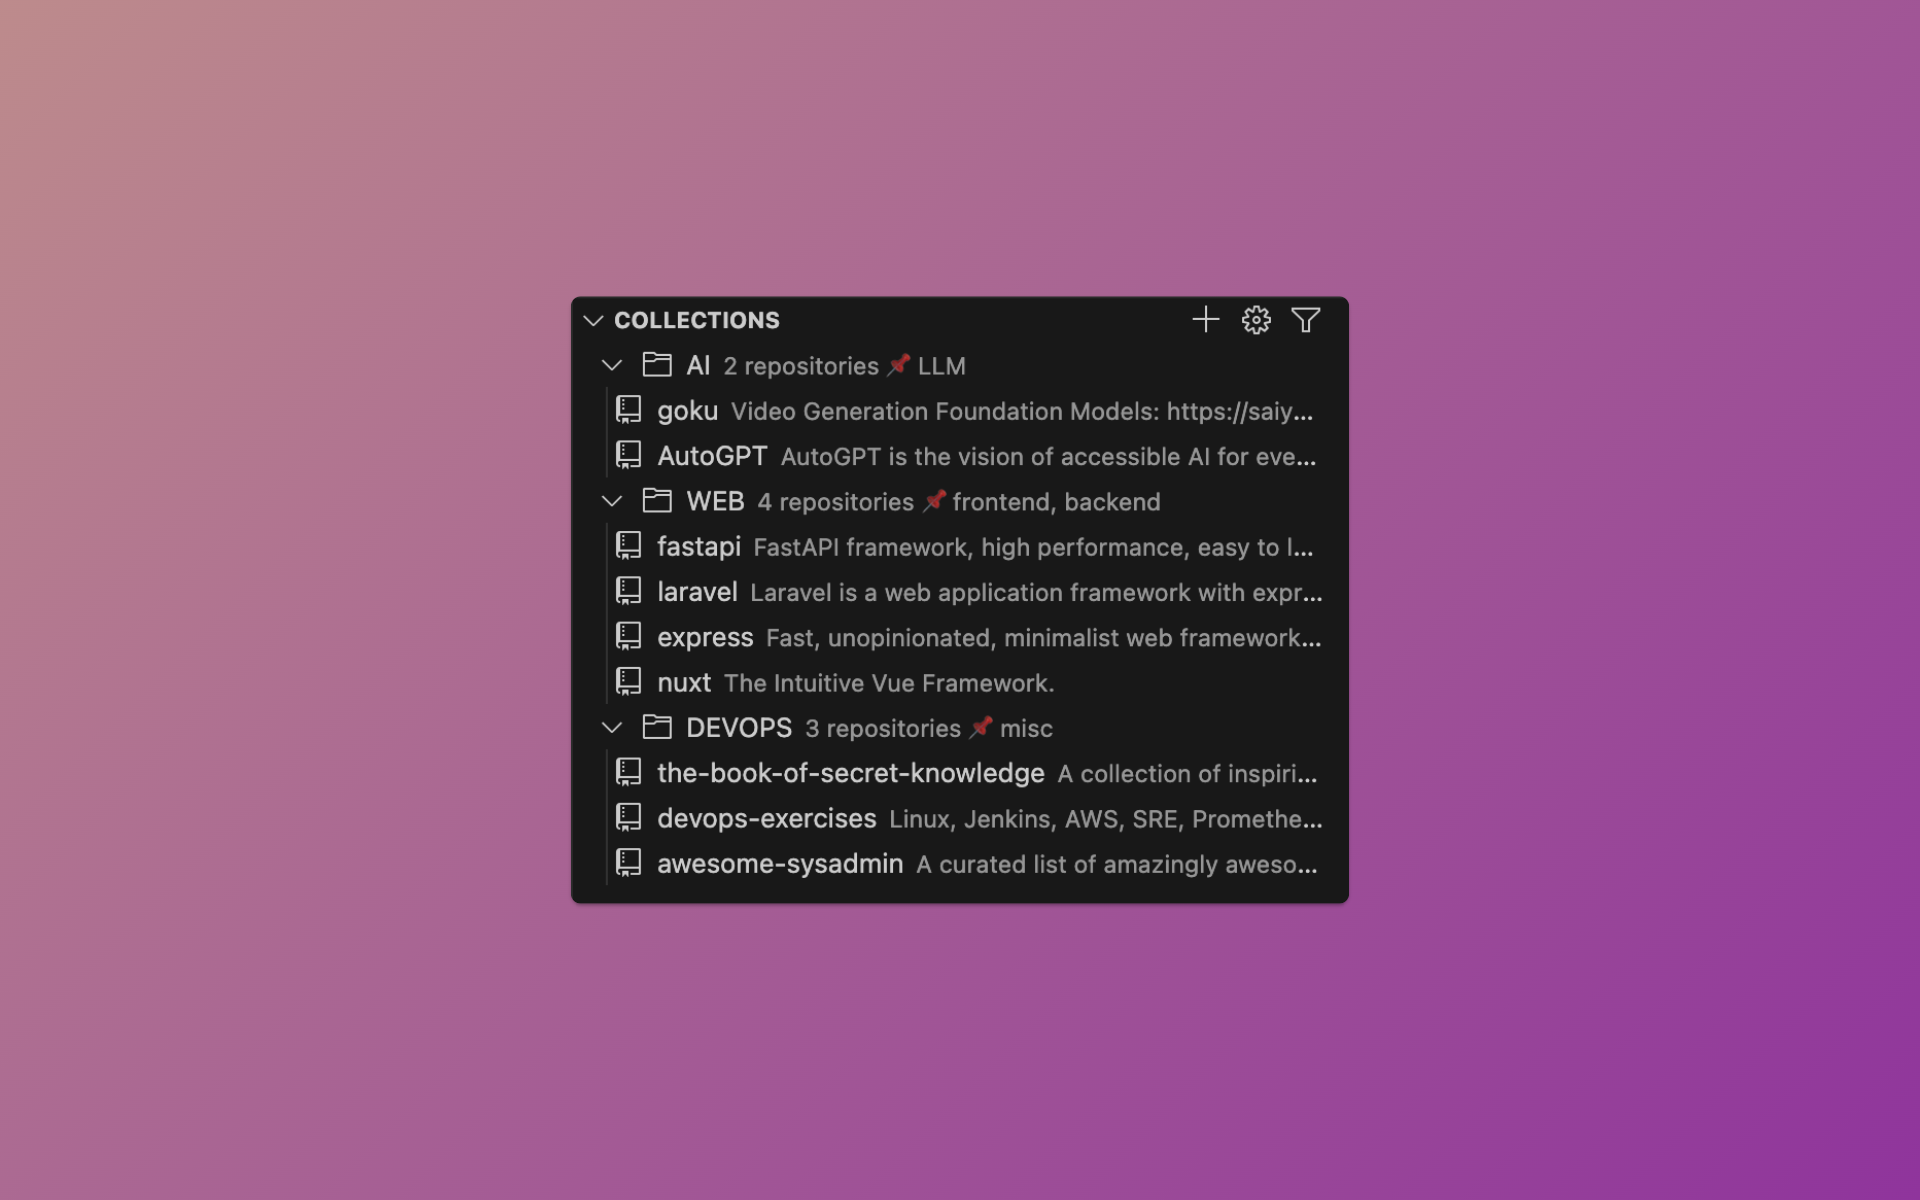 COLLECTIONS
AI 2 repositories 📌 LLM
goku Video Generation Foundation Models: https://saiy...
AutoGPT AutoGPT is the vision of accessible AI for eve...
WEB 4 repositories 📌 frontend, backend
fastapi FastAPI framework, high performance, easy to l...
laravel Laravel is a web application framework with expr...
express Fast, unopinionated, minimalist web framework...
nuxt The Intuitive Vue Framework.
DEVOPS 3 repositories 📌 misc
the-book-of-secret-knowledge A collection of inspiri...
devops-exercises Linux, Jenkins, AWS, SRE, Promethe...
awesome-sysadmin A curated list of amazingly aweso...